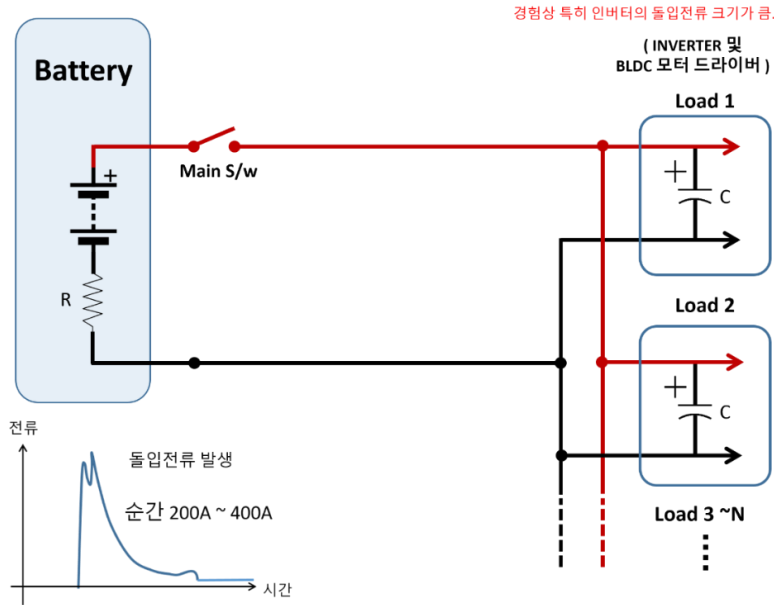 경험상 특히 인버터의 돌입전류 크기가 큼.
( INVERTER 및
BLDC 모터 드라이버 )
Battery
Load 1
+
Main S/w
+
C
R
Load 2
+
C
전류
돌입전류 발생
순간 200A ~ 400A
Load 3 ~N
시간